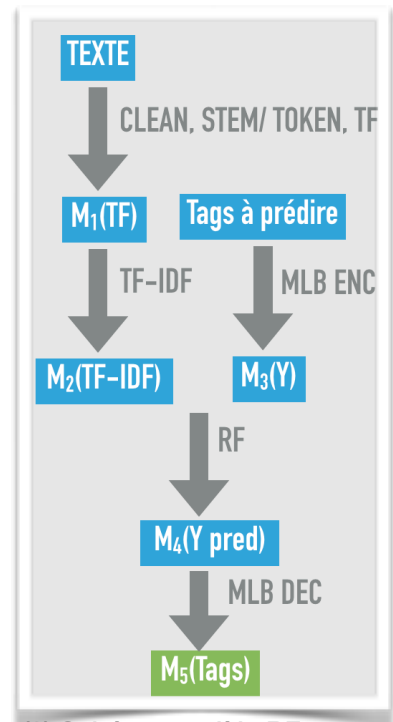 TEXTE
CLEAN, STEM/ TOKEN, TF
M₁(TF)
Tags à prédire
TF-IDF
MLB ENC
M₂(TF-IDF)
M₃(Y)
RF
M₄(Y pred)
MLB DEC
M₅(Tags)